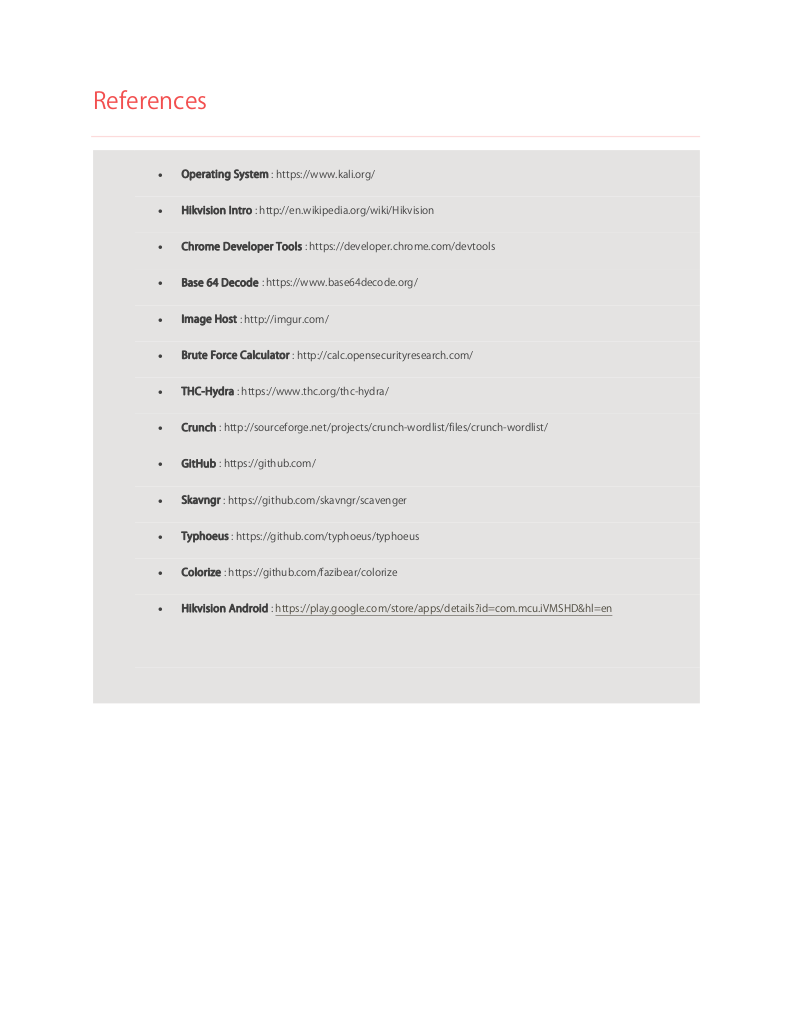 References
• Operating System : https://www.kali.org/
• Hikvision Intro : http://en.wikipedia.org/wiki/Hikvision
• Chrome Developer Tools : https://developer.chrome.com/devtools
• Base 64 Decode : https://www.base64decode.org/
• Image Host : http://imgur.com/
• Brute Force Calculator : http://calc.opensecurityresearch.com/
• THC-Hydra : https://www.thc.org/thc-hydra/
• Crunch : http://sourceforge.net/projects/crunch-wordlist/files/crunch-wordlist/
• GitHub : https://github.com/
• Skavngr : https://github.com/skavngr/scavenger
• Typhoeus : https://github.com/typhoeus/typhoeus
• Colorize : https://github.com/fazibear/colorize
• Hikvision Android : https://play.google.com/store/apps/details?id=com.mcu.iVMSHD&hl=en